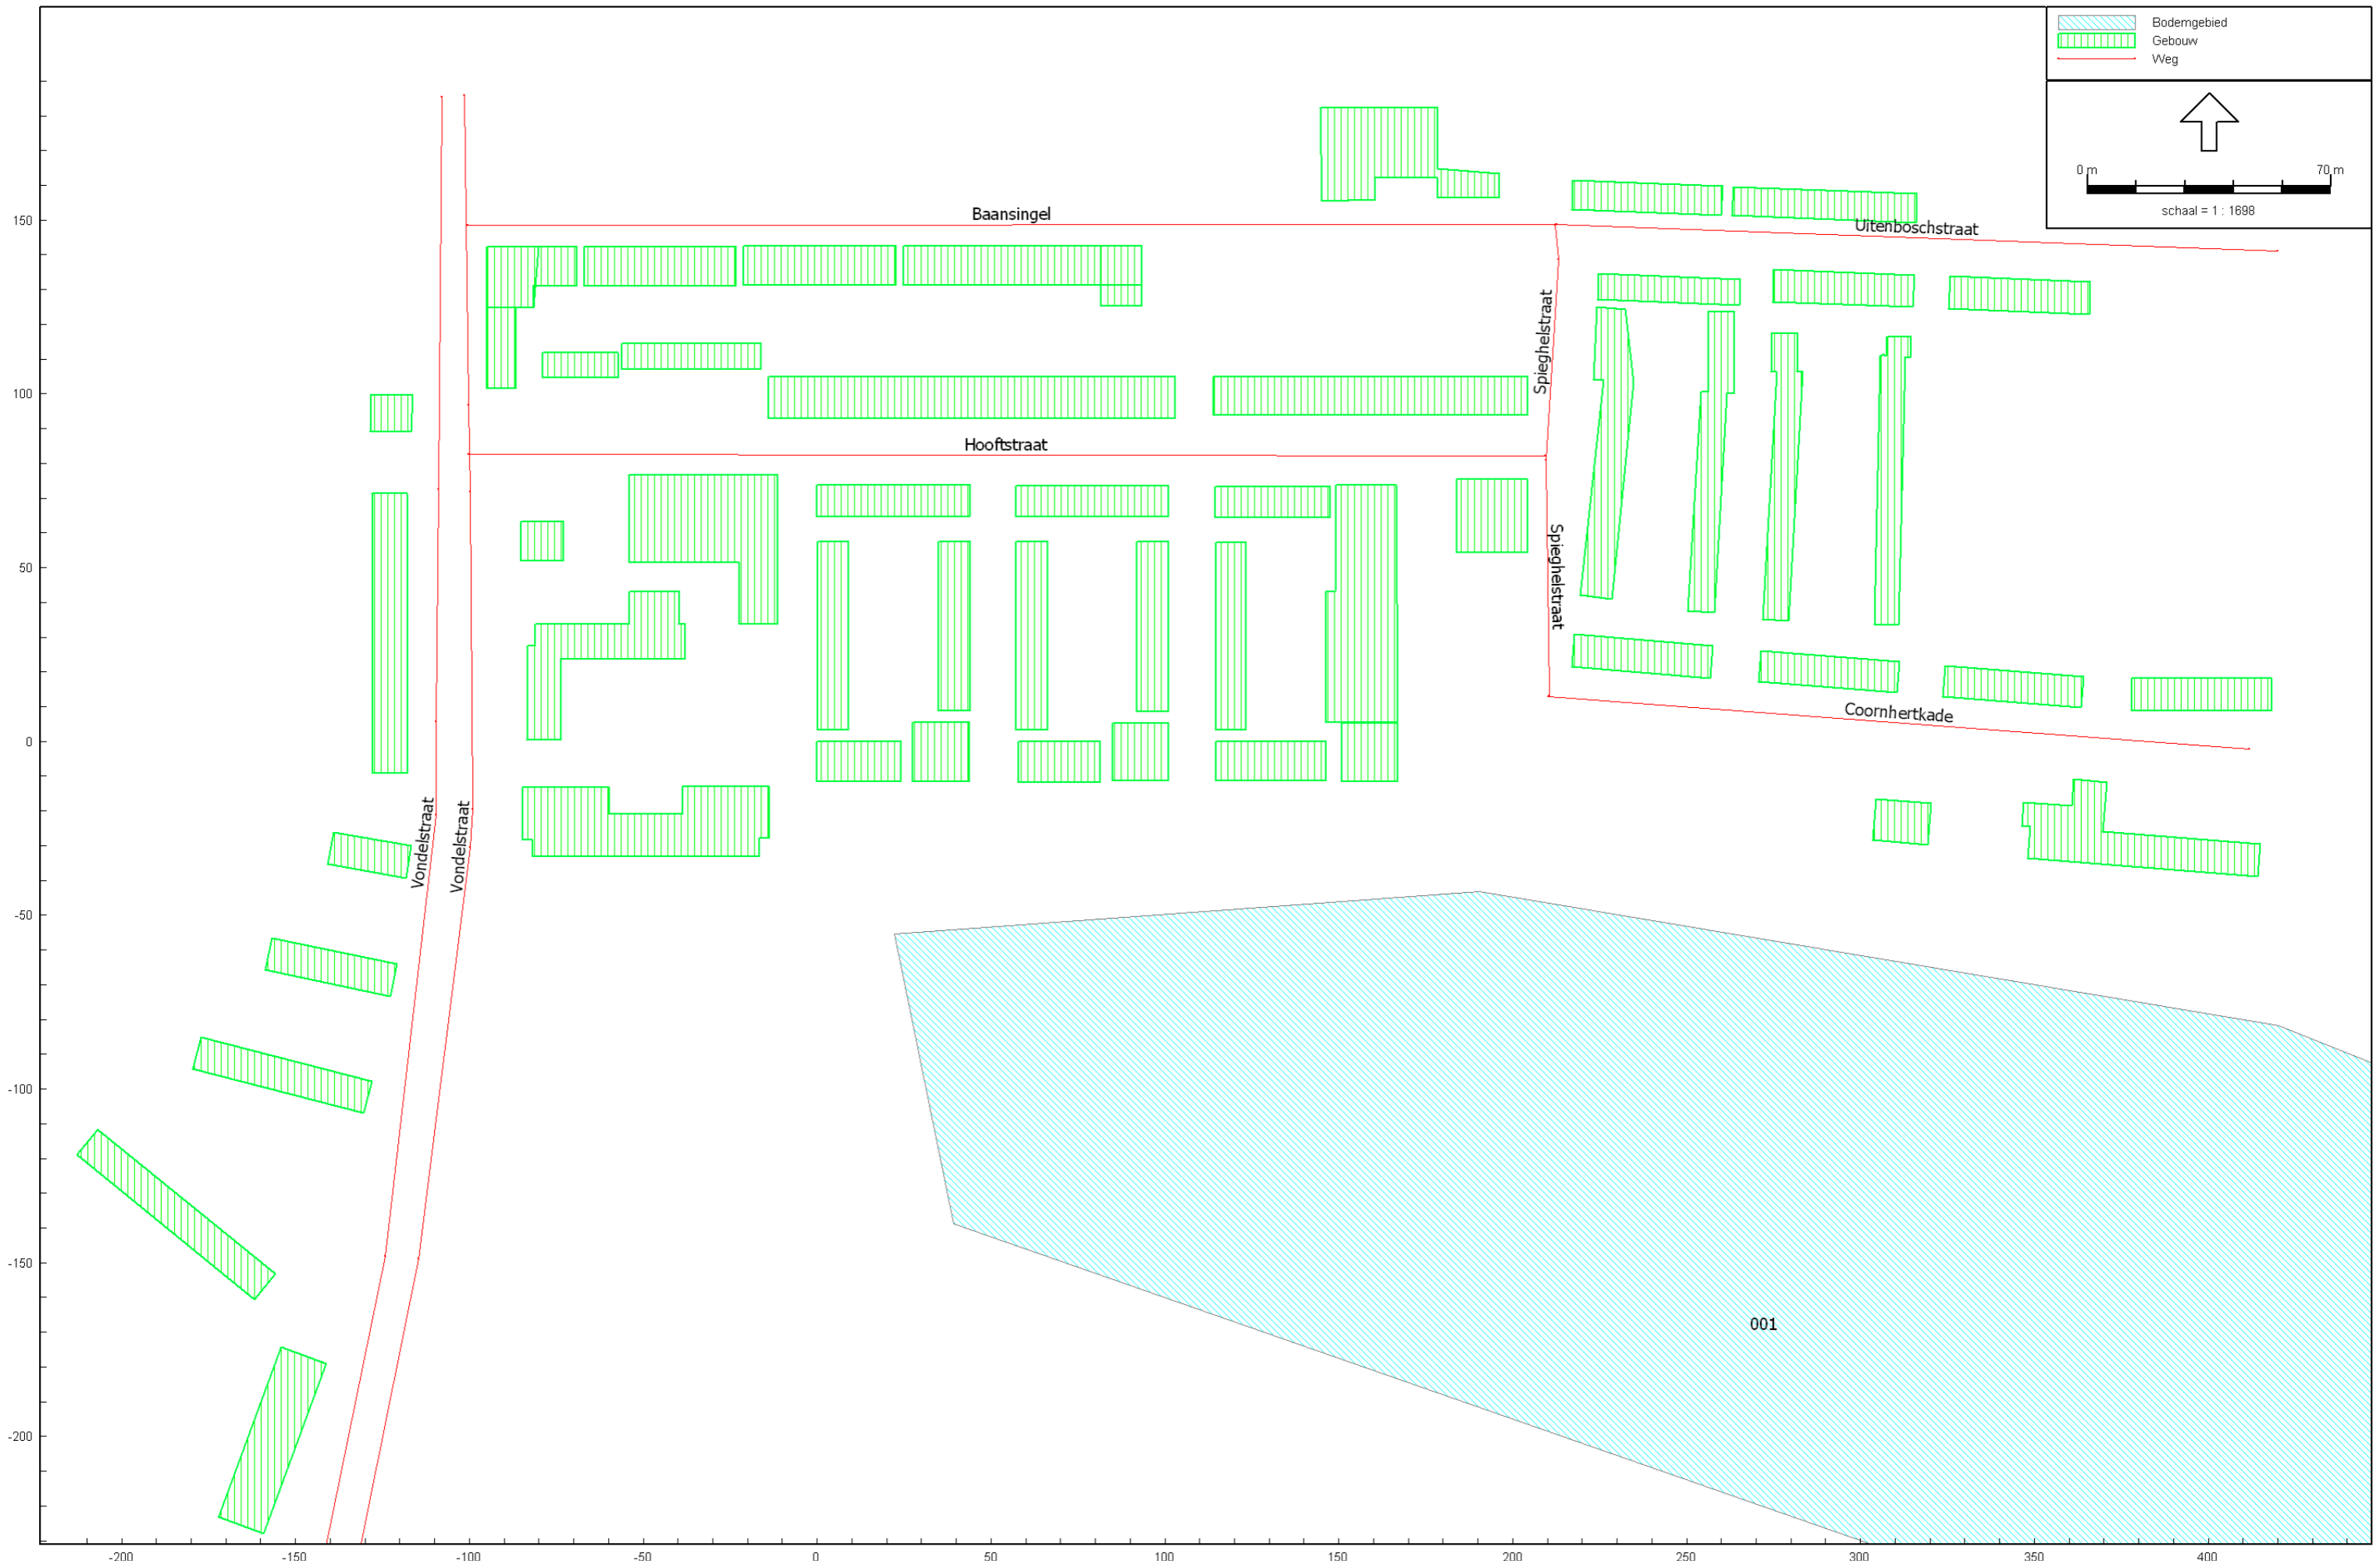 Bodemgebied
Gebouw
Weg
0 m 70 m
schaal = 1 : 1698
Baansingel
Uitenboschstraat
Spieghelstraat
Hooftstraat
Spieghelstraat
Coornhertkade
Vondelstraat
Vondelstraat
001
150
100
50
0
-50
-100
-150
-200
-200 -150 -100 -50 0 50 100 150 200 250 300 350 400